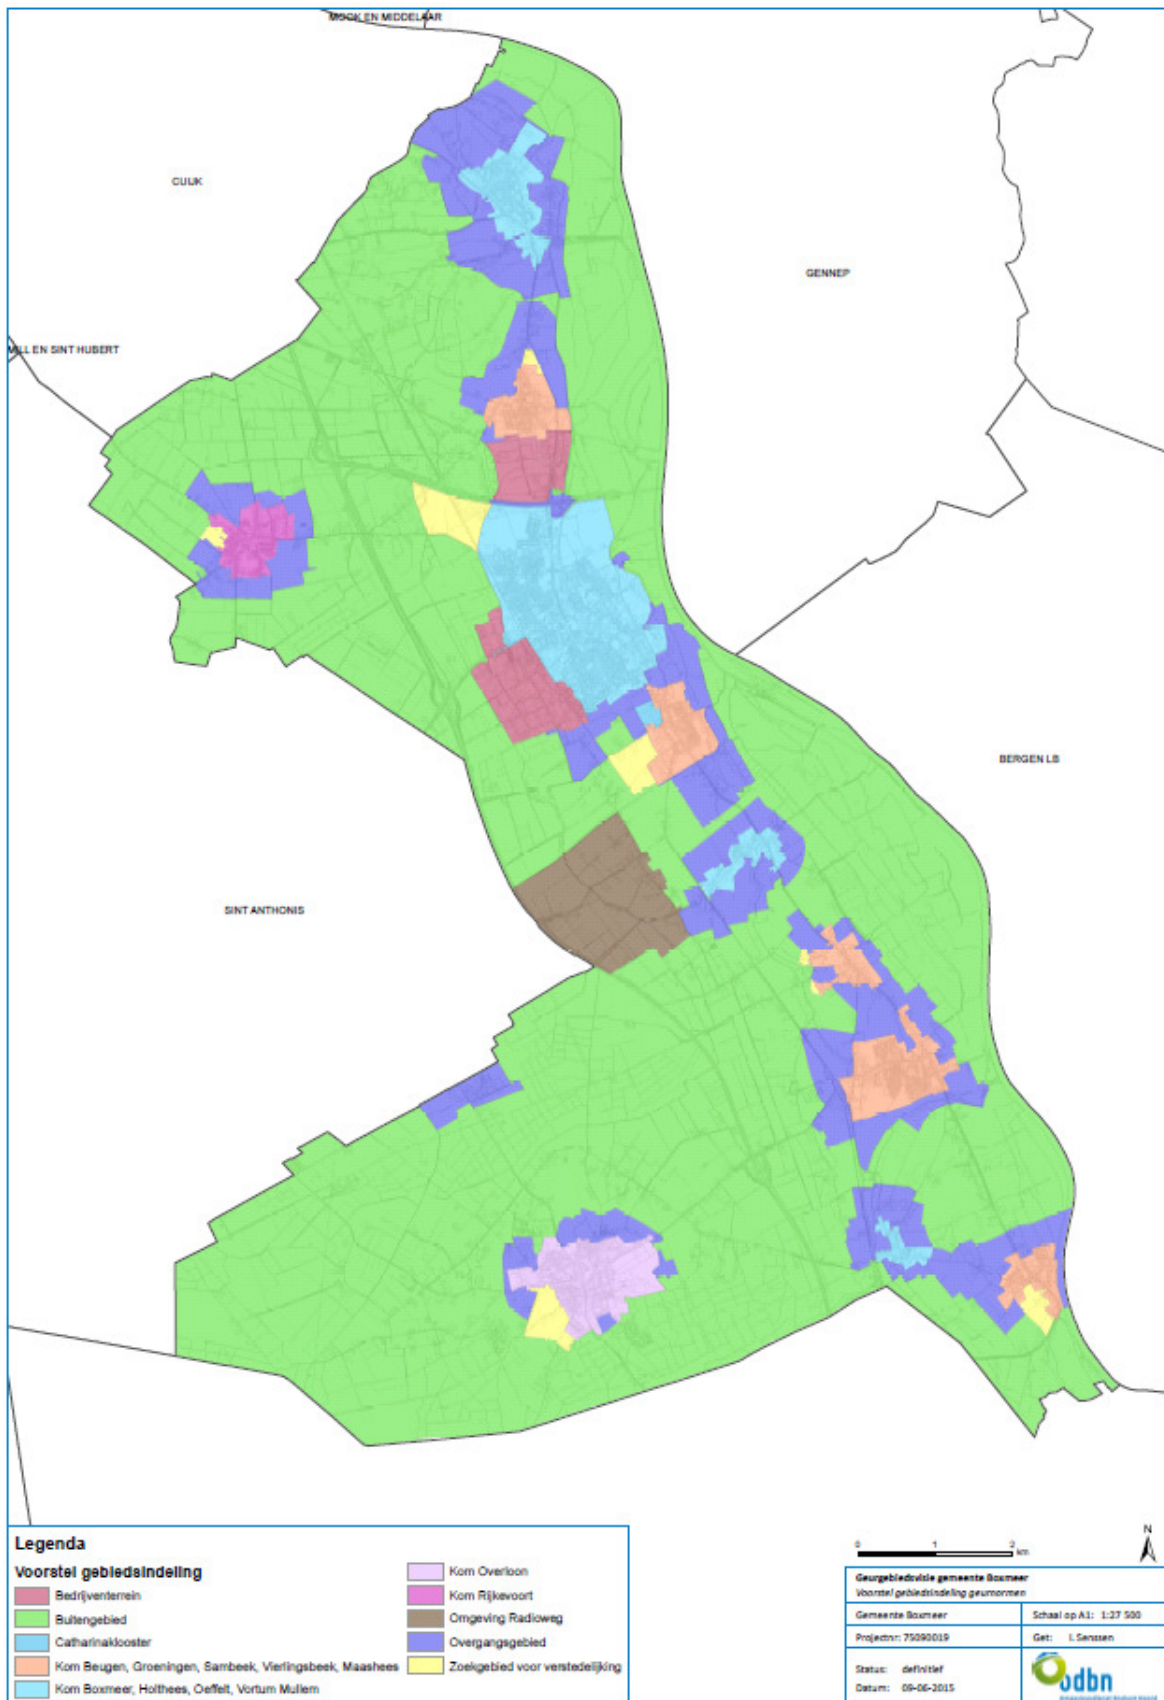 MOOK EN MIDDELAAR
CUIJK
GENNEP
MILL EN SINT HUBERT
BERGEN LB
SINT ANTHONIS
Legenda
Voorstel gebiedsindeling
Bedrijventerrein
Buitengebied
Catharinaklooster
Kom Beugen, Groeningen, Sambeek, Vierlingsbeek, Maashees
Kom Boxmeer, Holthees, Oeffelt, Vortum Mullem
Kom Overloon
Kom Rijkevoort
Omgeving Radioweg
Overgangsgebied
Zoekgebied voor verstedelijking
0 1 2 km
N
Geurgebiedsvisie gemeente Boxmeer
Voorstel gebiedsindeling geurnormen
Gemeente Boxmeer
Schaal op A1: 1:27 500
Projectnr: 75090019
Get: I. Senssen
Status: definitief
Datum: 09-06-2015
odbn